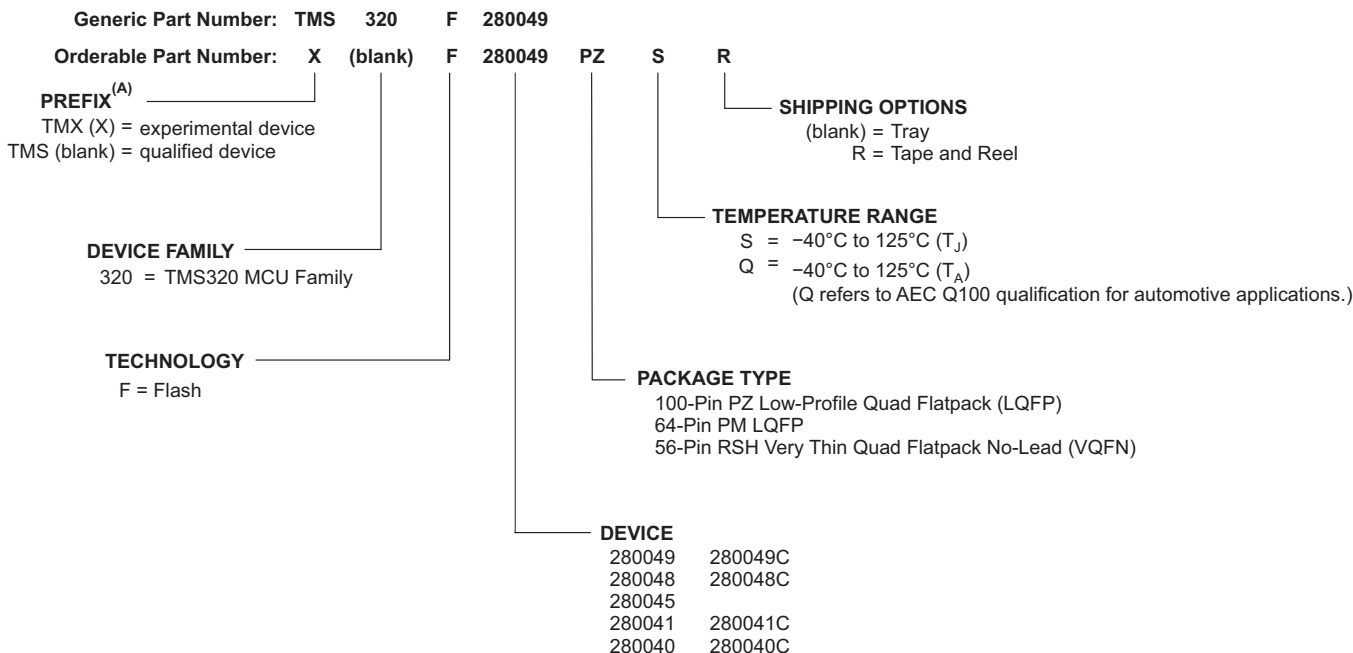 Generic Part Number: TMS 320 F 280049
Orderable Part Number: X (blank) F 280049 PZ S R
PREFIX(A)
TMX (X) = experimental device
TMS (blank) = qualified device
SHIPPING OPTIONS
(blank) = Tray
R = Tape and Reel
DEVICE FAMILY
320 = TMS320 MCU Family
TEMPERATURE RANGE
S = −40°C to 125°C (TJ)
Q = −40°C to 125°C (TA)
(Q refers to AEC Q100 qualification for automotive applications.)
TECHNOLOGY
F = Flash
PACKAGE TYPE
100-Pin PZ Low-Profile Quad Flatpack (LQFP)
64-Pin PM LQFP
56-Pin RSH Very Thin Quad Flatpack No-Lead (VQFN)
DEVICE
280049 280049C
280048 280048C
280045
280041 280041C
280040 280040C